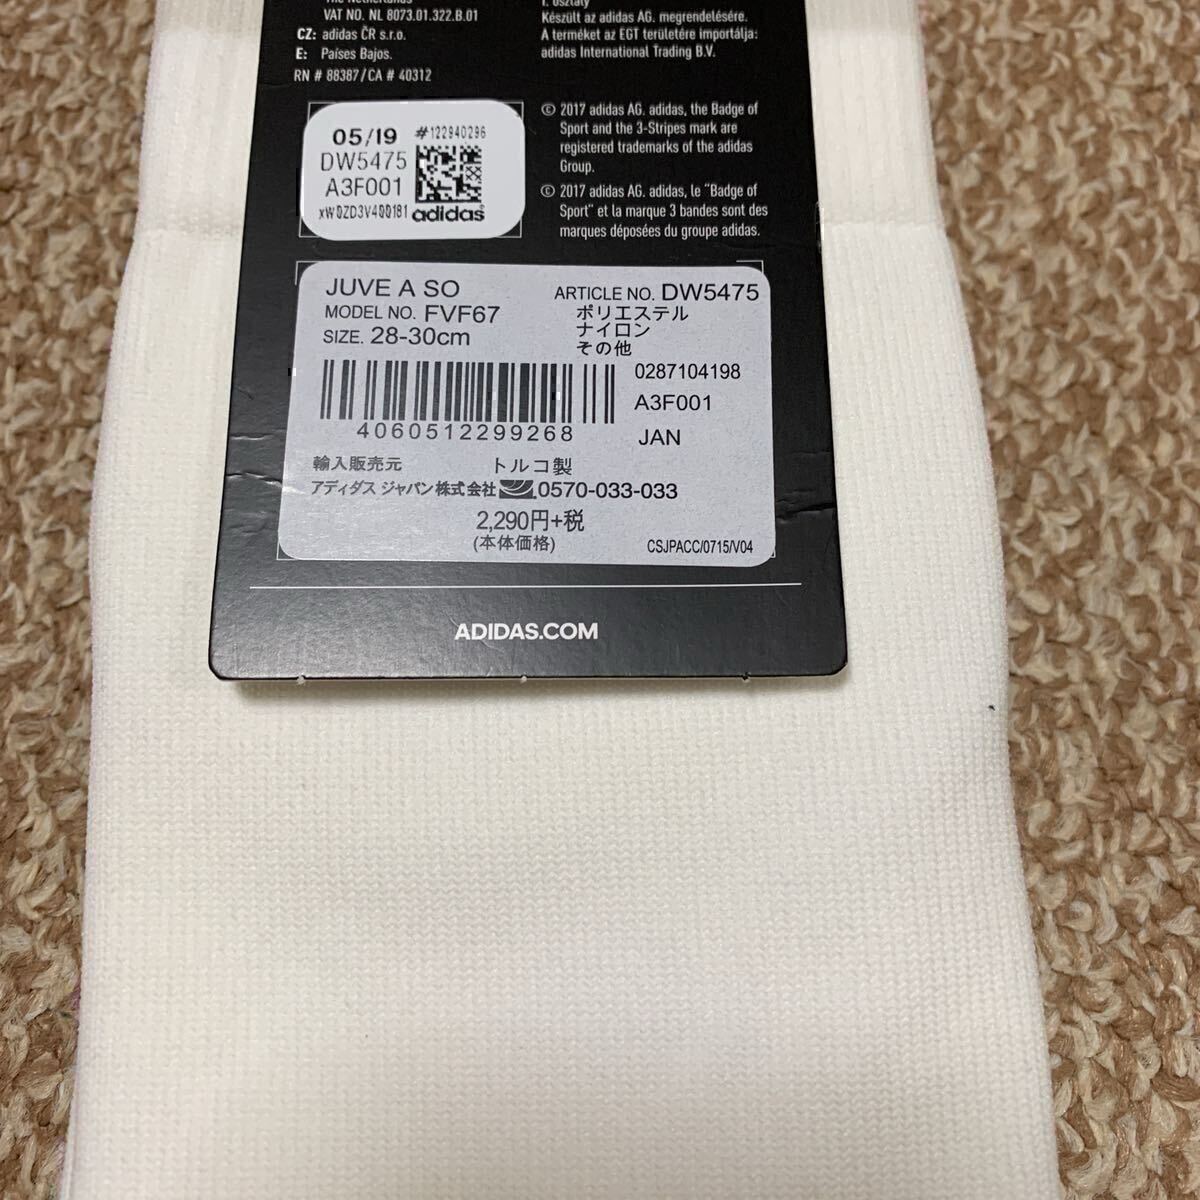 The Netherlands
VAT NO. NL 8073.01.322.B.01
CZ: adidas ČR s.r.o.
E: Países Bajos.
RN # 88387/CA # 40312
I. osztály
Készült az adidas AG. megrendelésére.
A terméket az EGT területére importálja:
adidas International Trading B.V.
05/19 #122940296
DW5475
A3F001
xW0ZD3V400181 adidas
© 2017 adidas AG. adidas, the Badge of
Sport and the 3-Stripes mark are
registered trademarks of the adidas
Group.
© 2017 adidas AG. adidas, le "Badge of
Sport" et la marque 3 bandes sont des
marques déposées du groupe adidas.
JUVE A SO
MODEL NO. FVF67
SIZE. 28-30cm
ARTICLE NO. DW5475
ポリエステル
ナイロン
その他
0287104198
A3F001
JAN
4060512299268
輸入販売元 トルコ製
アディダス ジャパン株式会社 0570-033-033
2,290円+税
(本体価格)
CSJPACC/0715/V04
ADIDAS.COM